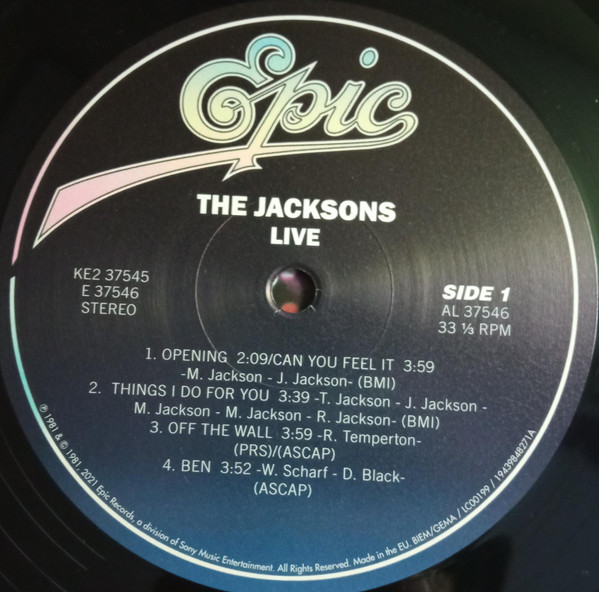 Epic
THE JACKSONS
LIVE
KE2 37545
E 37546
STEREO
SIDE 1
AL 37546
33 ⅓ RPM
1. OPENING 2:09/CAN YOU FEEL IT 3:59
-M. Jackson - J. Jackson- (BMI)
2. THINGS I DO FOR YOU 3:39 -T. Jackson - J. Jackson -
M. Jackson - M. Jackson - R. Jackson- (BMI)
3. OFF THE WALL 3:59 -R. Temperton-
(PRS)/(ASCAP)
4. BEN 3:52 -W. Scharf - D. Black-
(ASCAP)
℗ 1981 & © 1981, 2021 Epic Records, a division of Sony Music Entertainment. All Rights Reserved. Made in the EU. BIEM/GEMA / LC00199 / 19439848271A